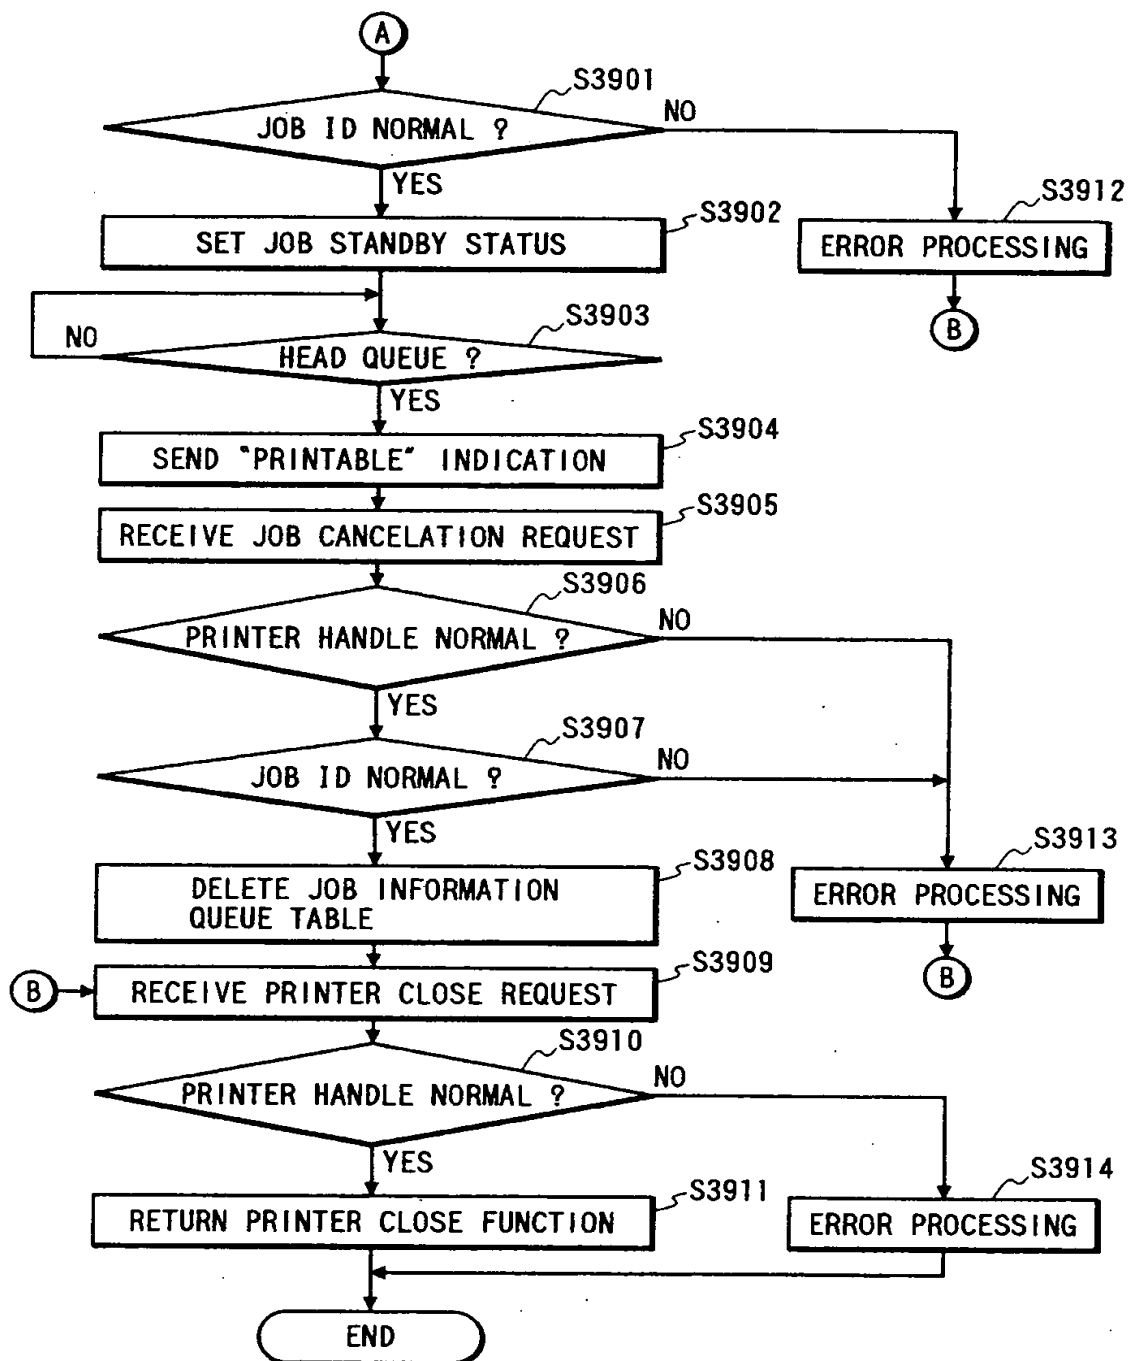 A
S3901
JOB ID NORMAL ?
NO
YES
S3902
SET JOB STANDBY STATUS
S3912
ERROR PROCESSING
B
S3903
NO
HEAD QUEUE ?
YES
S3904
SEND "PRINTABLE" INDICATION
S3905
RECEIVE JOB CANCELATION REQUEST
S3906
PRINTER HANDLE NORMAL ?
NO
YES
S3907
JOB ID NORMAL ?
NO
YES
S3908
DELETE JOB INFORMATION
QUEUE TABLE
S3913
ERROR PROCESSING
B
S3909
B
RECEIVE PRINTER CLOSE REQUEST
S3910
PRINTER HANDLE NORMAL ?
NO
YES
S3911
RETURN PRINTER CLOSE FUNCTION
S3914
ERROR PROCESSING
END